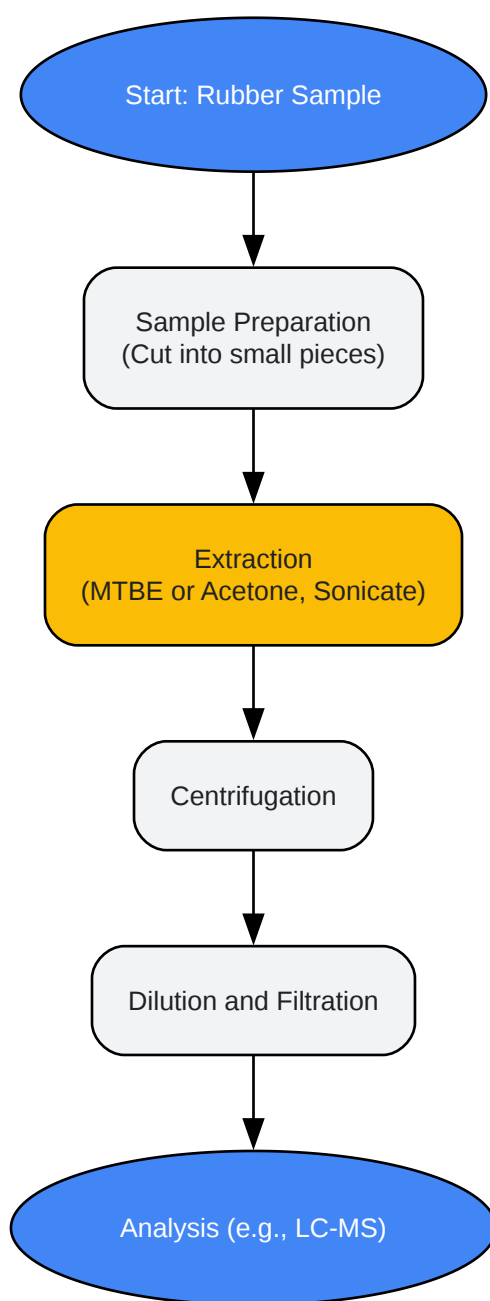 Start: Rubber Sample
Sample Preparation
(Cut into small pieces)
Extraction
(MTBE or Acetone, Sonicate)
Centrifugation
Dilution and Filtration
Analysis (e.g., LC-MS)